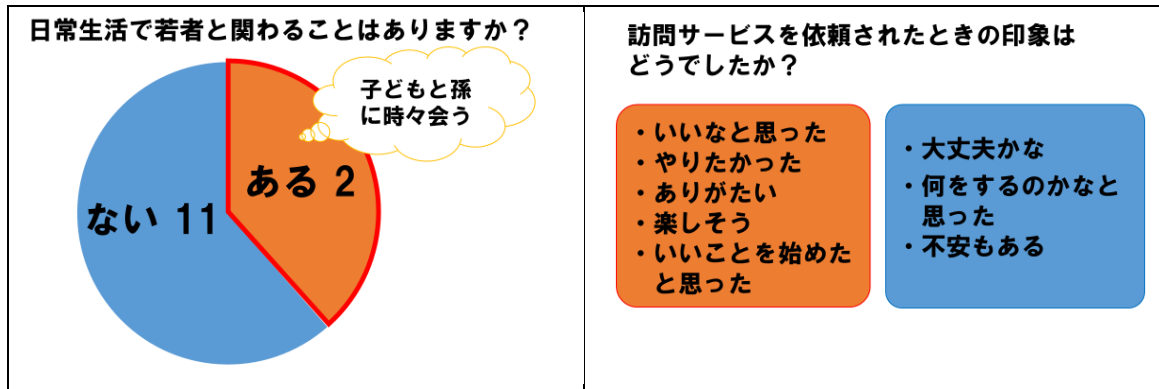 日常生活で若者と関わることはありますか？
子どもと孫
に時々会う
ある 2
ない 11
訪問サービスを依頼されたときの印象は
どうでしたか？
・いいなと思った
・やりたかった
・ありがたい
・楽しそう
・いいことを始めた
と思った
・大丈夫かな
・何をするのかなと
思った
・不安もある